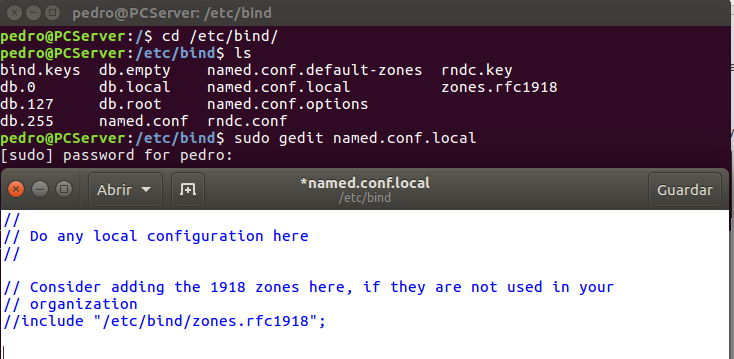 pedro@PCServer: /etc/bind
pedro@PCServer:/$ cd /etc/bind/
pedro@PCServer:/etc/bind$ ls
bind.keys  db.empty   named.conf.default-zones  rndc.key
db.0       db.local   named.conf.local          zones.rfc1918
db.127     db.root    named.conf.options
db.255     named.conf  rndc.conf
pedro@PCServer:/etc/bind$ sudo gedit named.conf.local
[sudo] password for pedro:
Abrir
*named.conf.local
/etc/bind
Guardar
//
// Do any local configuration here
//
// Consider adding the 1918 zones here, if they are not used in your
// organization
//include "/etc/bind/zones.rfc1918";